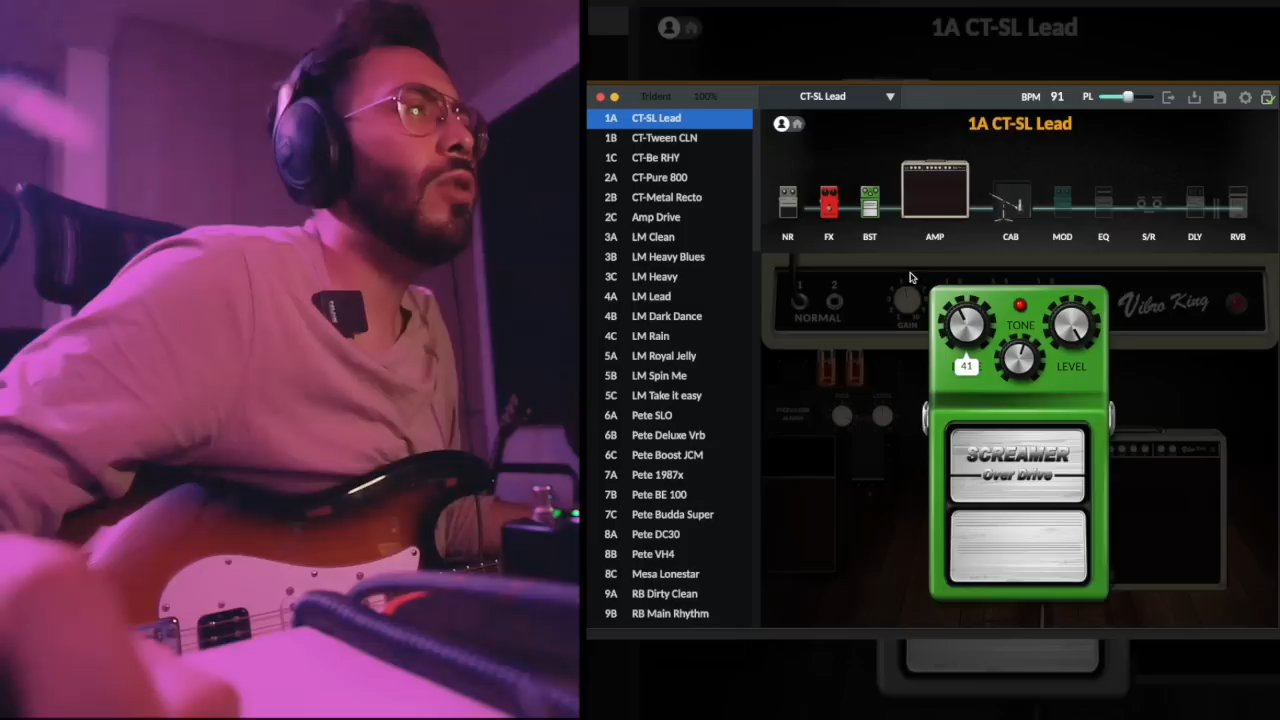 1A CT-SL Lead
Trident 100% CT-SL Lead BPM 91 PL
1A CT-SL Lead
1B CT-Tween CLN
1C CT-Be RHY
2A CT-Pure 800
2B CT-Metal Recto
2C Amp Drive
3A LM Clean
3B LM Heavy Blues
3C LM Heavy
4A LM Lead
4B LM Dark Dance
4C LM Rain
5A LM Royal Jelly
5B LM Spin Me
5C LM Take it easy
6A Pete SLO
6B Pete Deluxe Vrb
6C Pete Boost JCM
7A Pete 1987x
7B Pete BE 100
7C Pete Budda Super
8A Pete DC30
8B Pete VH4
8C Mesa Lonestar
9A RB Dirty Clean
9B RB Main Rhythm
1A CT-SL Lead
NR FX BST AMP CAB MOD EQ S/R DLY RVB
1 2
NORMAL GAIN Vibro King
TONE
41 LEVEL
SCREAMER
Over Drive